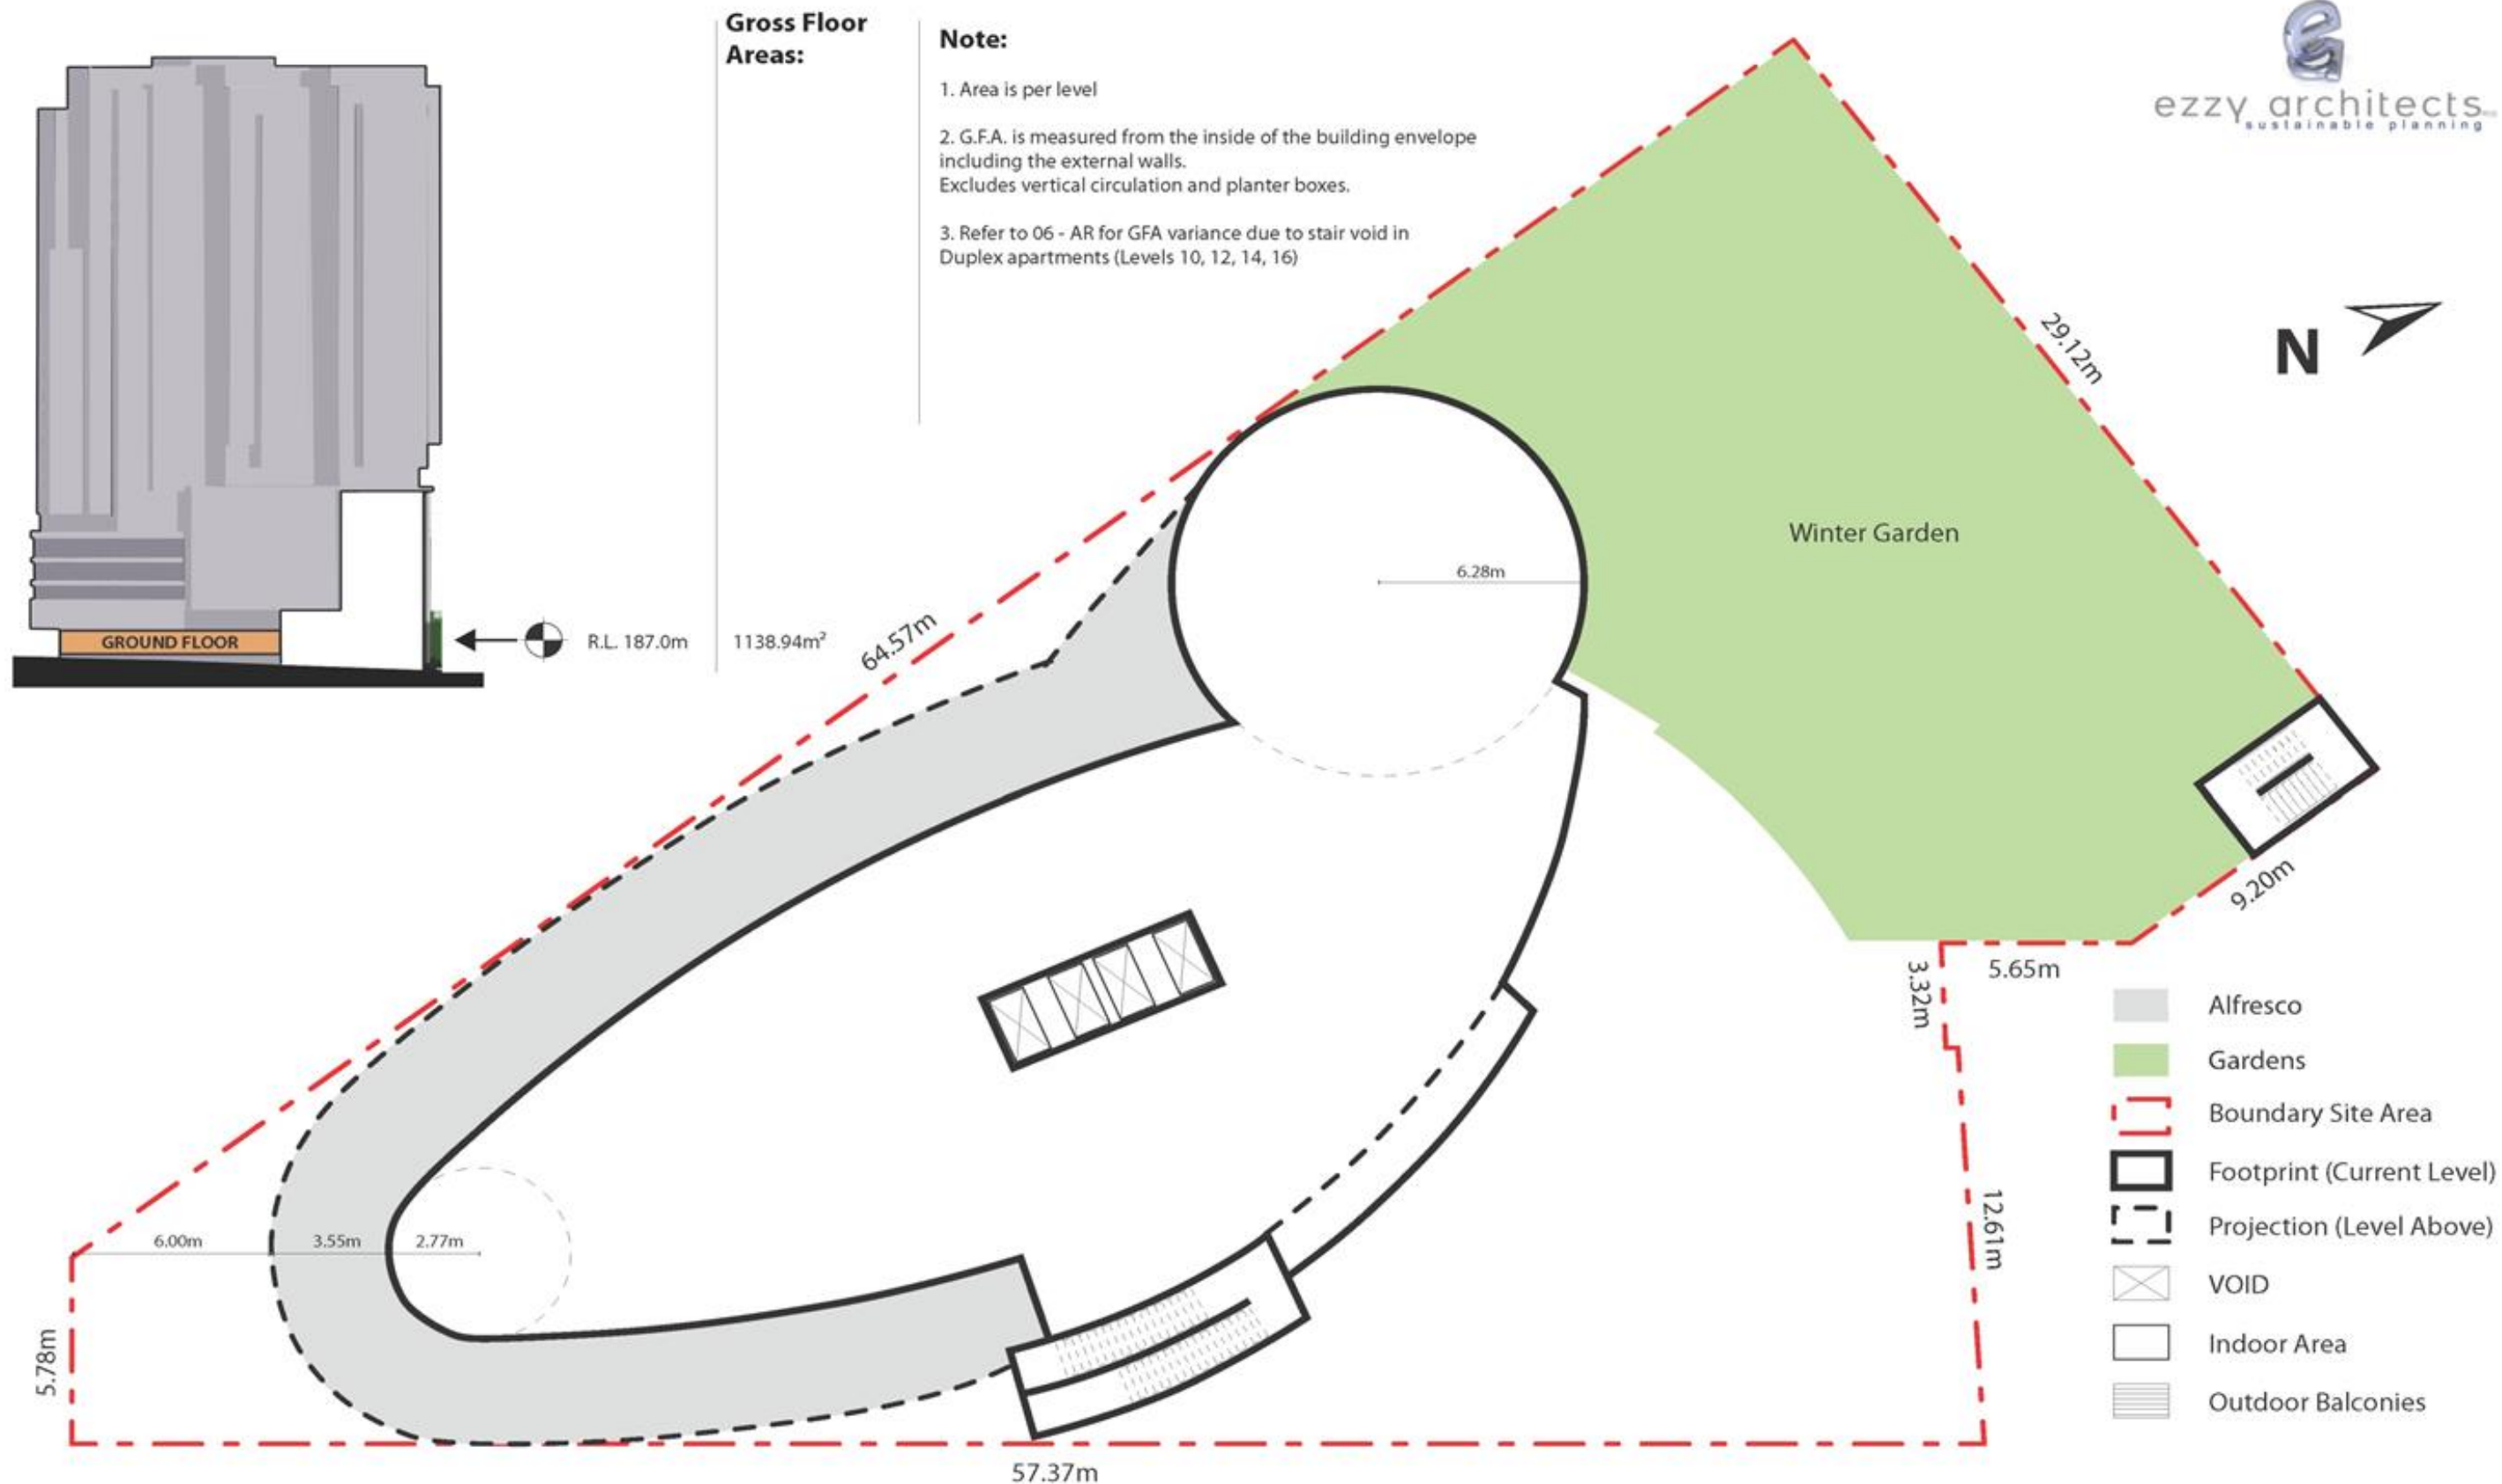 Gross Floor
Areas:
Note:
1. Area is per level
2. G.F.A. is measured from the inside of the building envelope
including the external walls.
Excludes vertical circulation and planter boxes.
3. Refer to 06 - AR for GFA variance due to stair void in
Duplex apartments (Levels 10, 12, 14, 16)
ezzy architects
sustainable planning
N
29.12m
Winter Garden
6.28m
64.57m
GROUND FLOOR
R.L. 187.0m
1138.94m²
9.20m
5.65m
3.32m
12.61m
6.00m
3.55m
2.77m
5.78m
57.37m
Alfresco
Gardens
Boundary Site Area
Footprint (Current Level)
Projection (Level Above)
VOID
Indoor Area
Outdoor Balconies